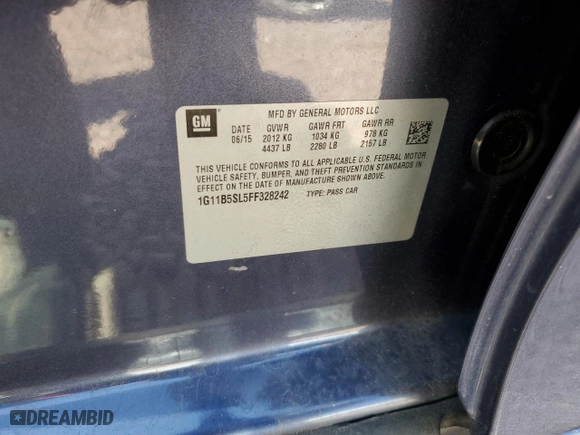 GM
MFD BY GENERAL MOTORS LLC
DATE GVWR GAWR FRT GAWR RR
06/15 2012 KG 1034 KG 978 KG
4437 LB 2280 LB 2157 LB
THIS VEHICLE CONFORMS TO ALL APPLICABLE U.S. FEDERAL MOTOR
VEHICLE SAFETY, BUMPER, AND THEFT PREVENTION STANDARDS IN
EFFECT ON THE DATE OF MANUFACTURE SHOWN ABOVE.
1G11B5SL5FF328242 TYPE: PASS CAR
DREAMBID